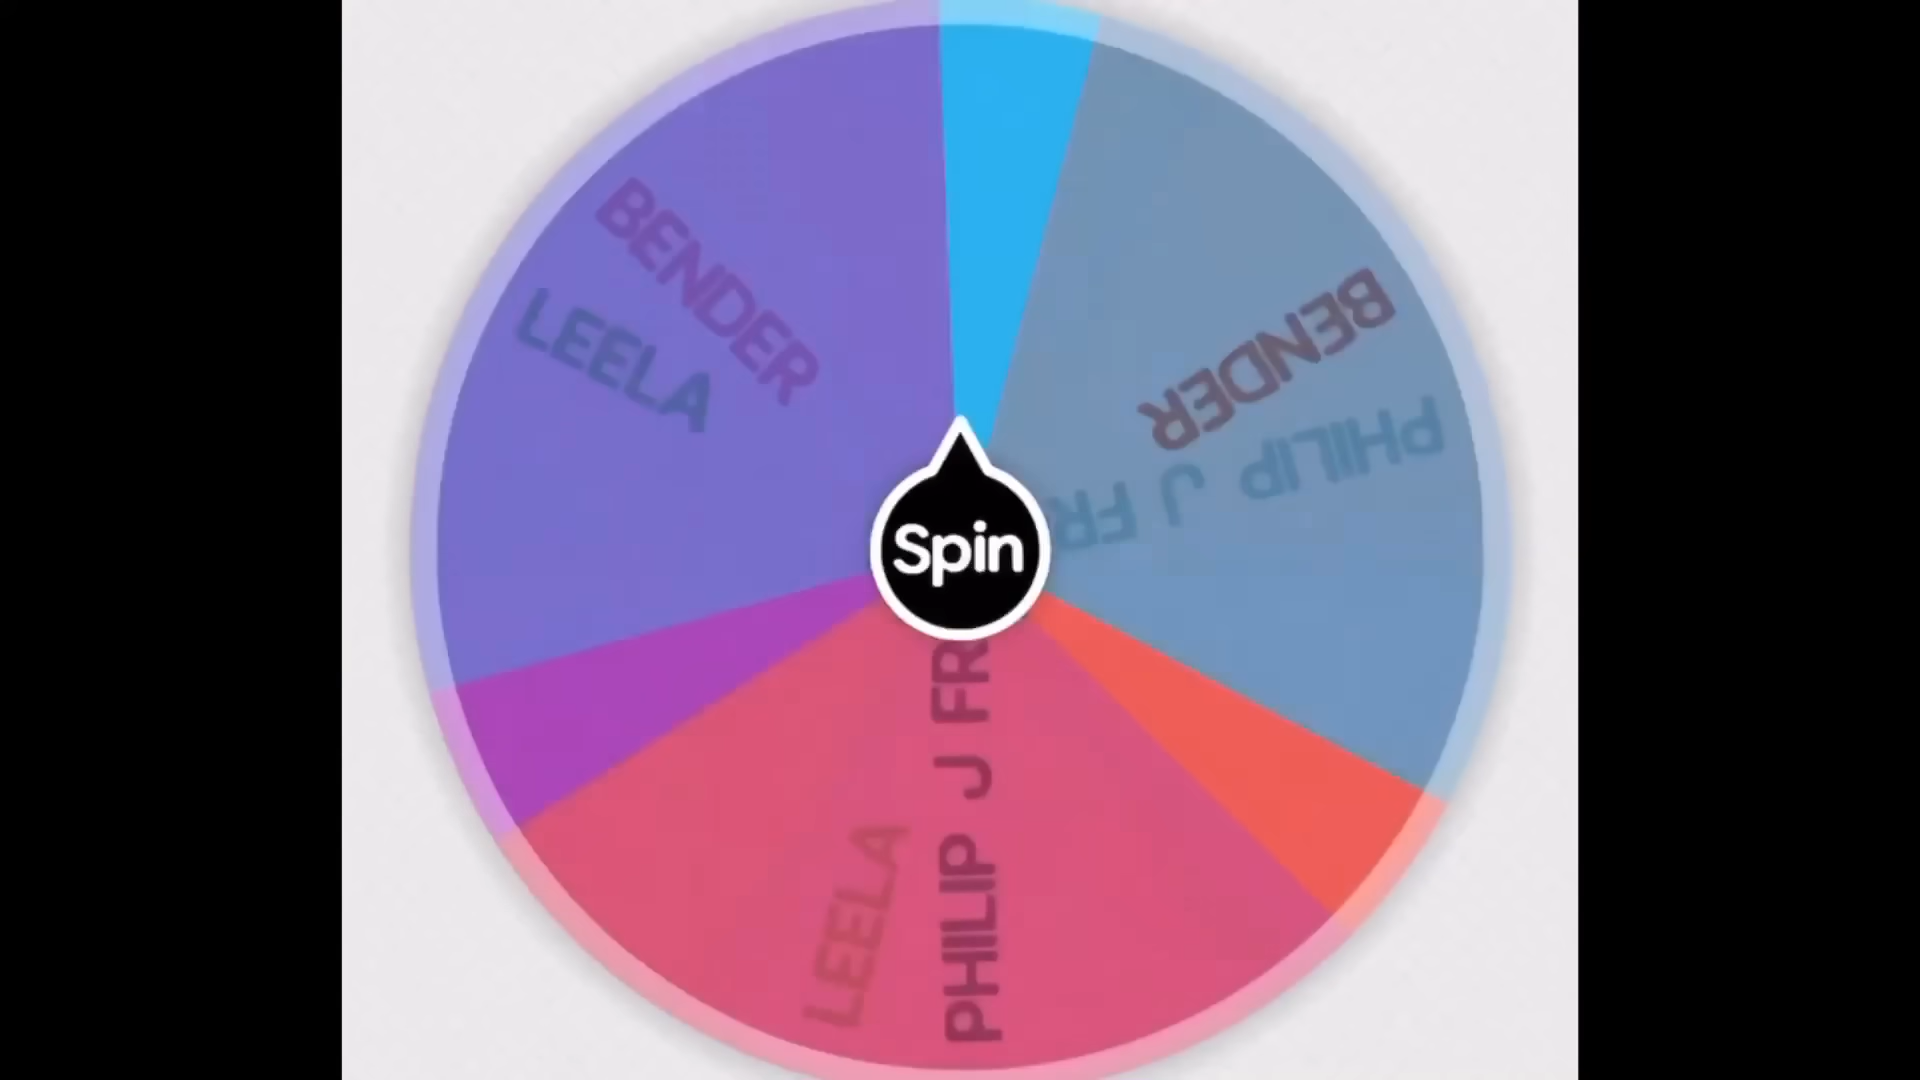 BENDER
LEELA
BENDER
PHILIP J FR
Spin
LEELA
PHILIP J FR